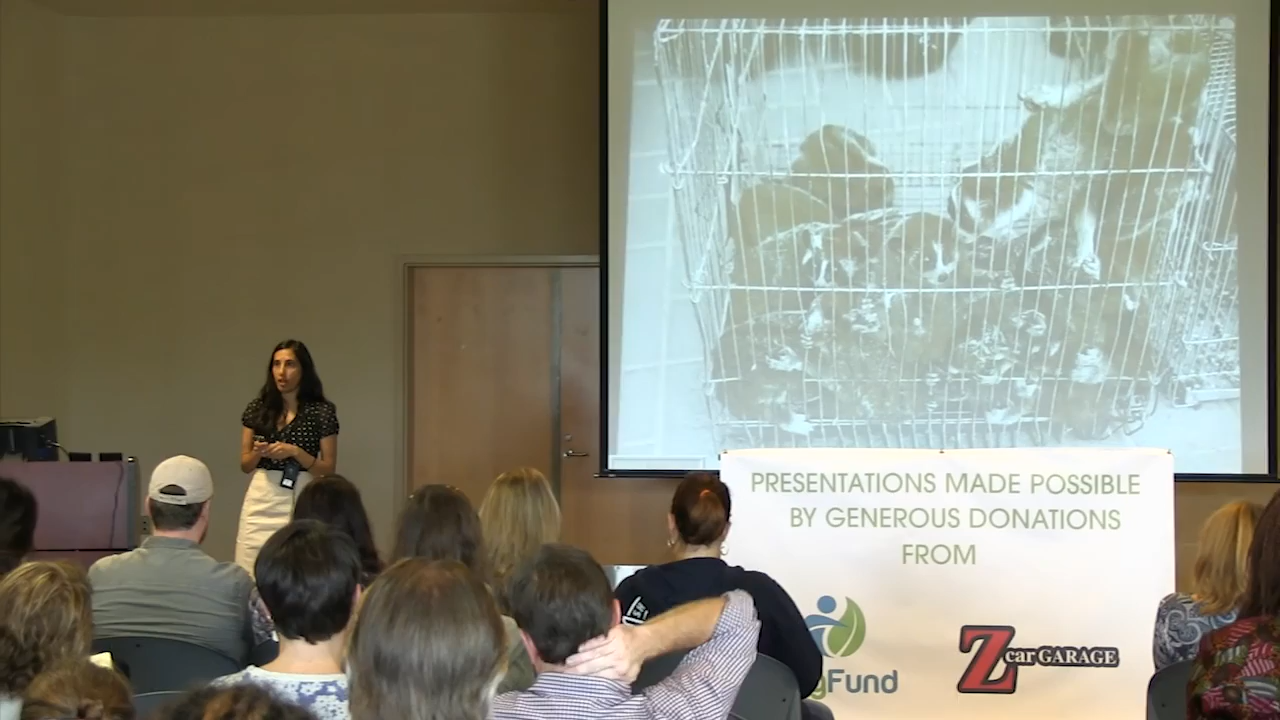 PRESENTATIONS MADE POSSIBLE
BY GENEROUS DONATIONS
FROM
Z car GARAGE
gFund